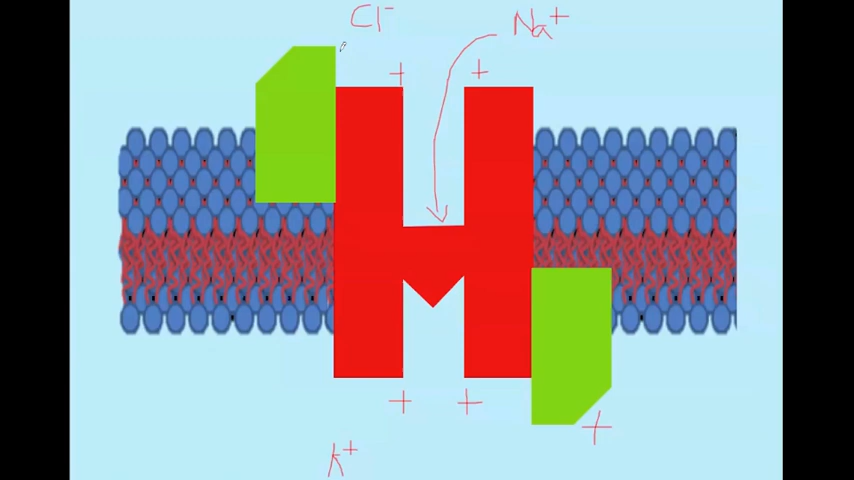 Cl⁻
Na⁺
+ +
+ +
+
K⁺